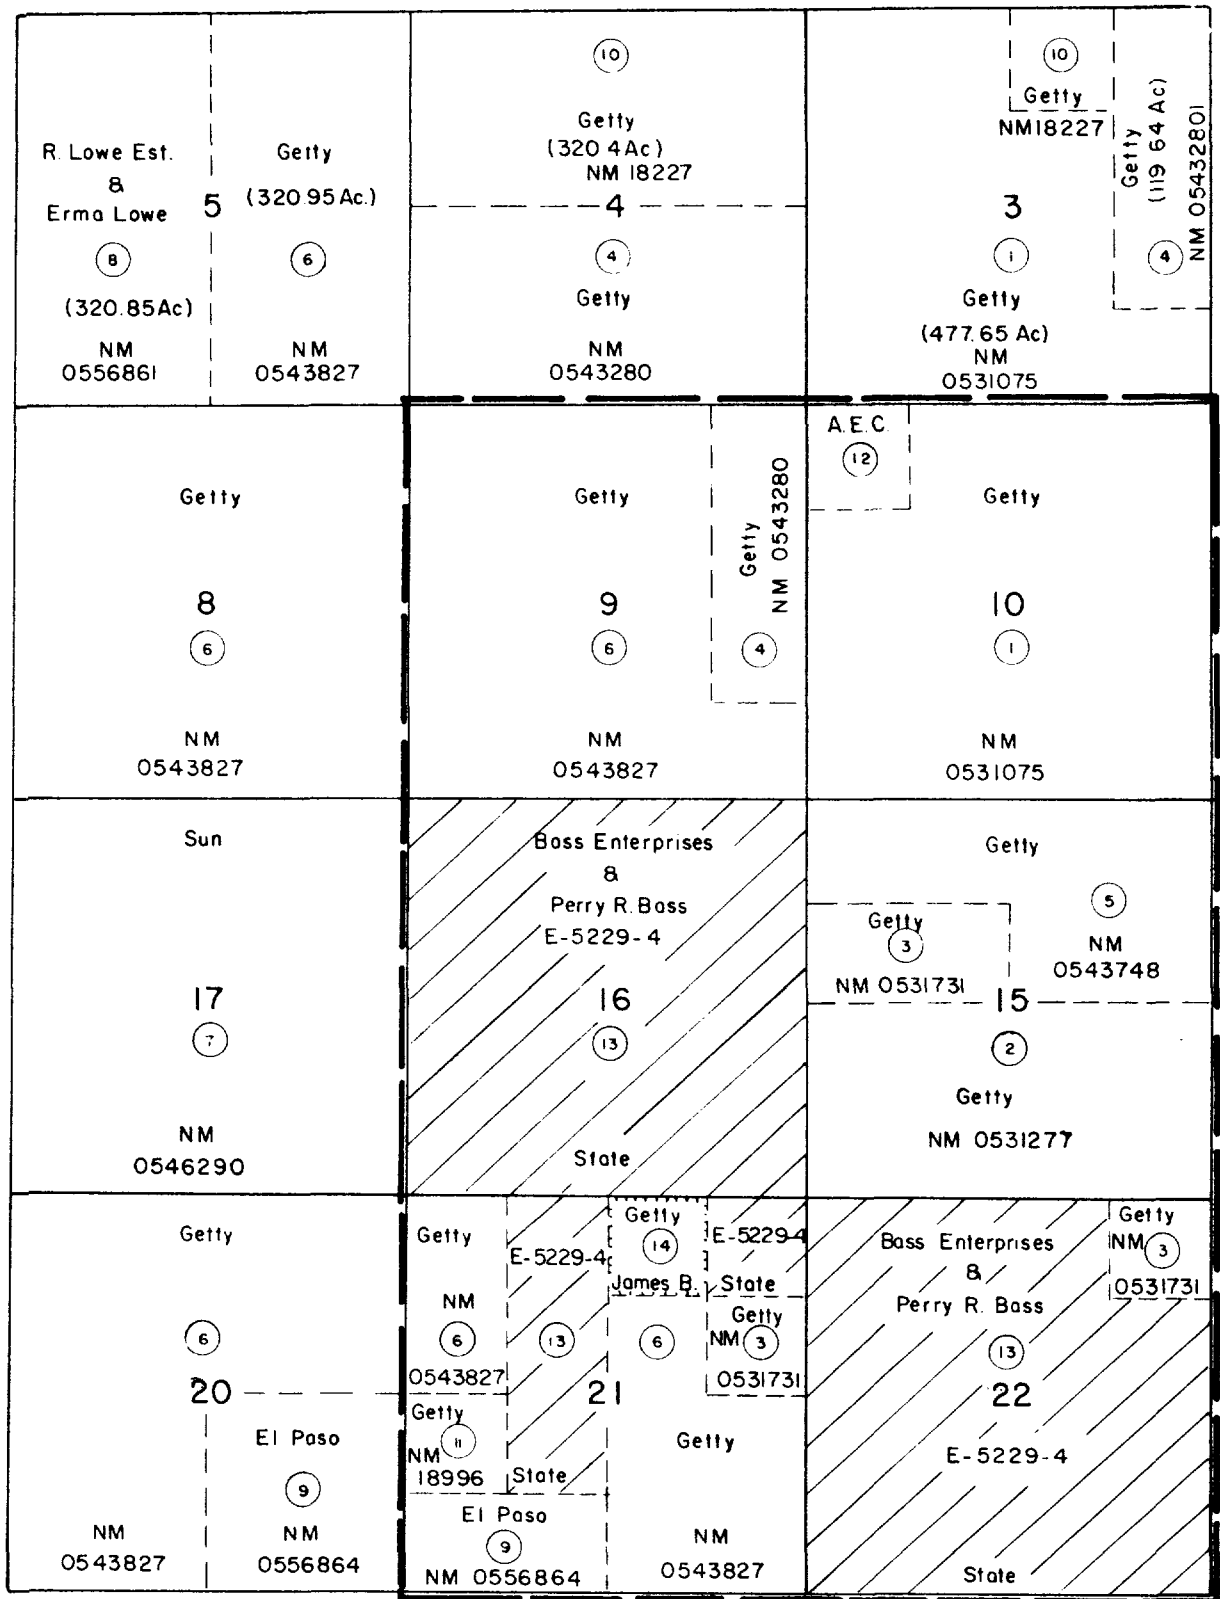 R. Lowe Est.
&
Erma Lowe
8
(320.85Ac)
NM
0556861
5
Getty
(320.95Ac.)
6
NM
0543827
10
Getty
(320 4Ac)
NM 18227
4
4
Getty
NM
0543280
10
Getty
NM18227
Getty
(119 64 Ac)
NM 05432801
4
3
1
Getty
(477.65 Ac)
NM
0531075
Getty
8
6
NM
0543827
Getty
9
6
NM
0543827
Getty
NM 0543280
4
A.E.C.
12
Getty
10
1
NM
0531075
Sun
17
7
NM
0546290
Bass Enterprises
&
Perry R. Bass
E-5229-4
16
13
State
Getty
5
NM
0543748
Getty
3
NM 0531731
15
2
Getty
NM 0531277
Getty
6
20
NM
0543827
El Paso
9
NM
0556864
Getty
NM
6
0543827
E-5229-4
13
State
Getty
14
James B.
E-5229-4
State
Getty
NM 3
0531731
6
21
Getty
11
NM
18996
El Paso
9
NM 0556864
Getty
NM
0543827
Bass Enterprises
&
Perry R. Bass
13
22
E-5229-4
State
Getty
NM 3
0531731